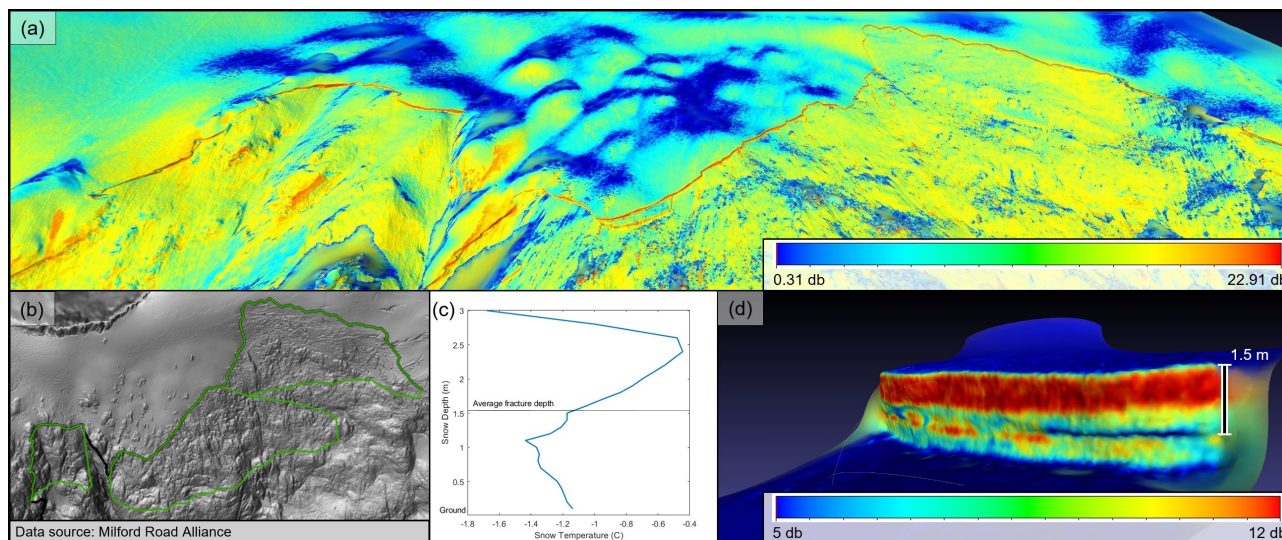 (a)
0.31 db
22.91 db
(b)
Data source: Milford Road Alliance
(c)
3
2.5
2
1.5
1
0.5
Ground
Snow Depth (m)
Average fracture depth
-1.8
-1.6
-1.4
-1.2
-1
-0.8
-0.6
-0.4
Snow Temperature (C)
(d)
1.5 m
5 db
12 db